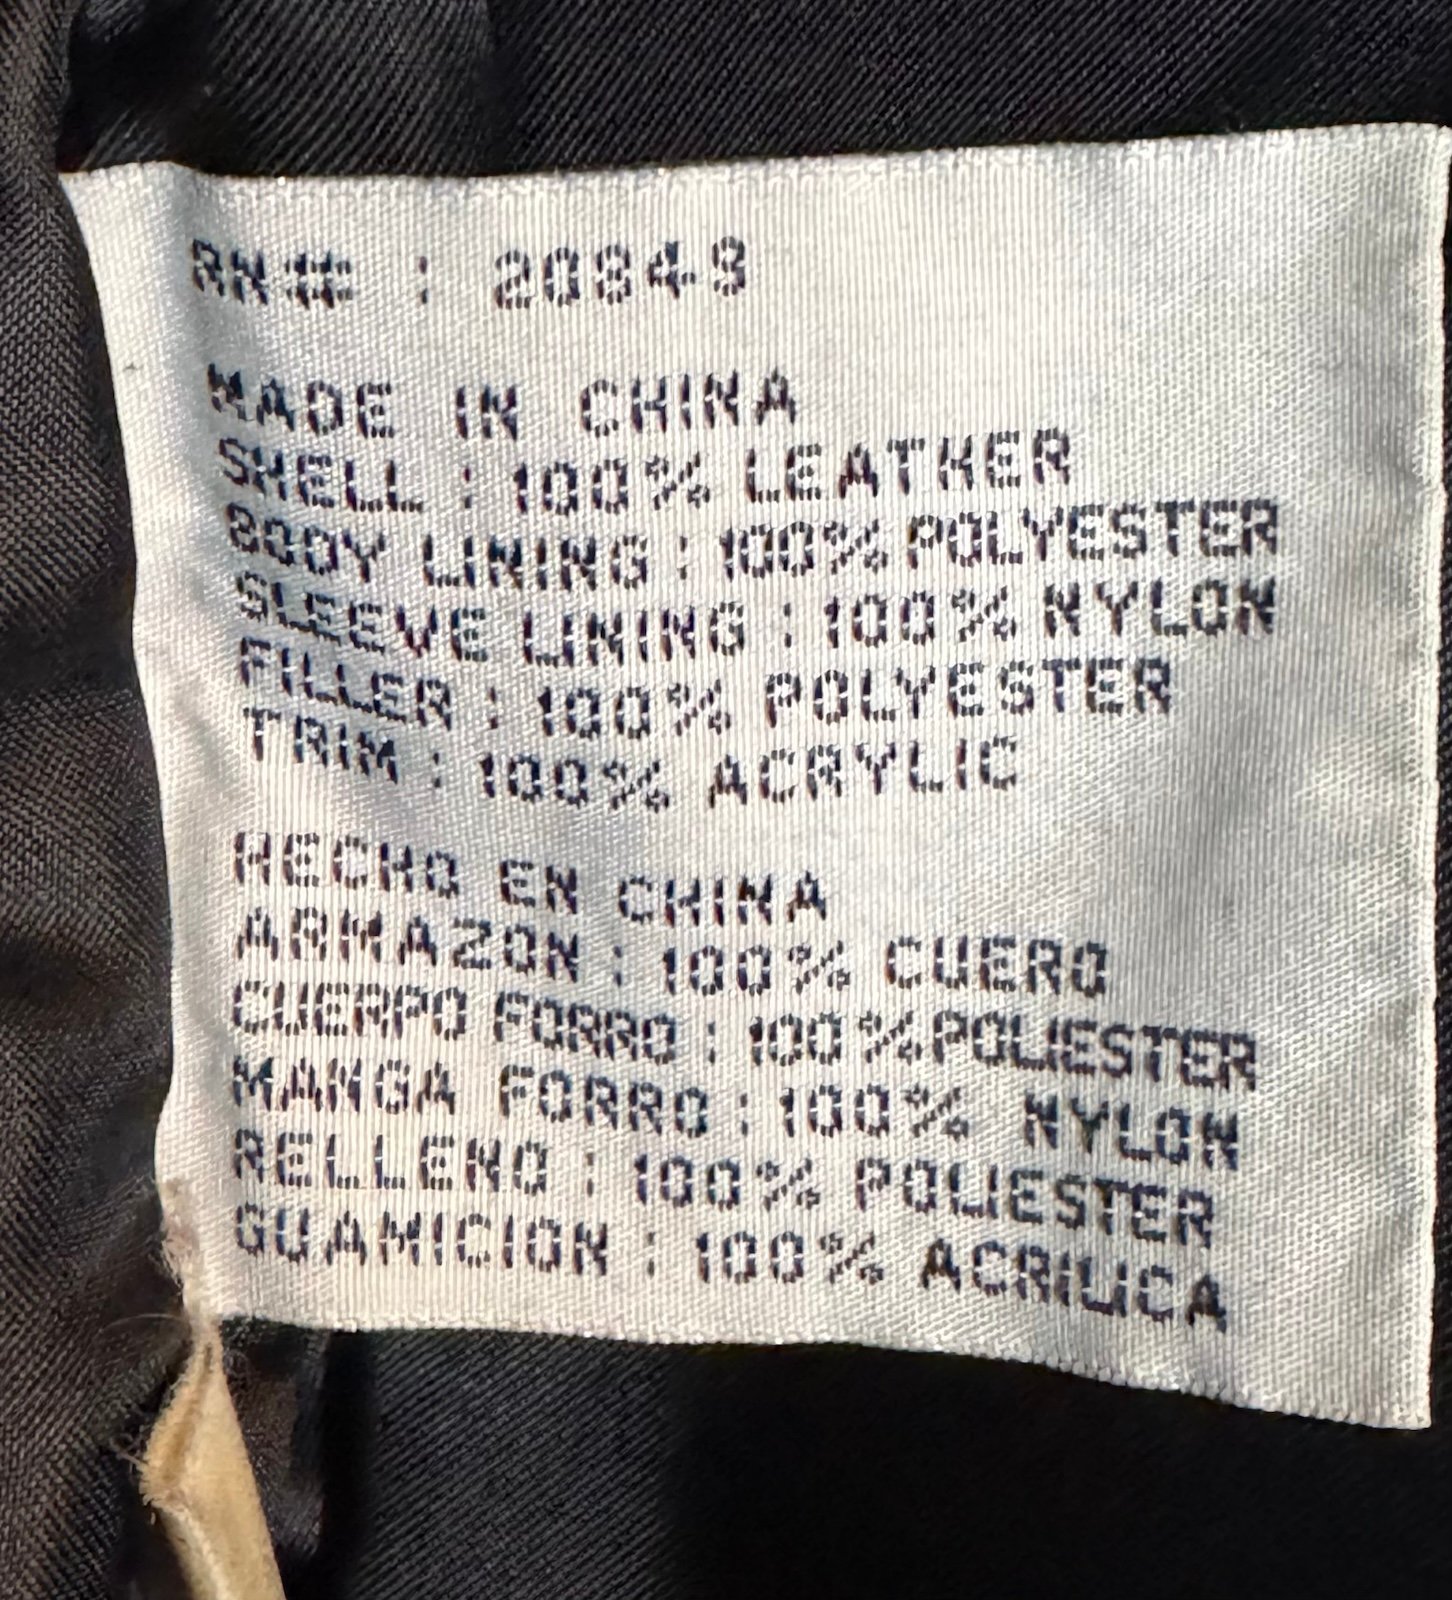 RN# : 20849
MADE IN CHINA
SHELL : 100% LEATHER
BODY LINING : 100% POLYESTER
SLEEVE LINING : 100% NYLON
FILLER : 100% POLYESTER
TRIM : 100% ACRYLIC
HECHO EN CHINA
ARMAZON : 100% CUERO
CUERPO FORRO : 100% POLIESTER
MANGA FORRO : 100% NYLON
RELLENO : 100% POLIESTER
GUAMICION : 100% ACRILICA